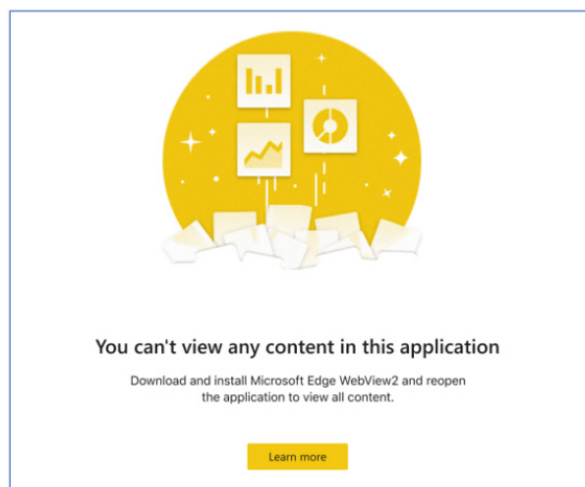 You can't view any content in this application
Download and install Microsoft Edge WebView2 and reopen
the application to view all content.
Learn more